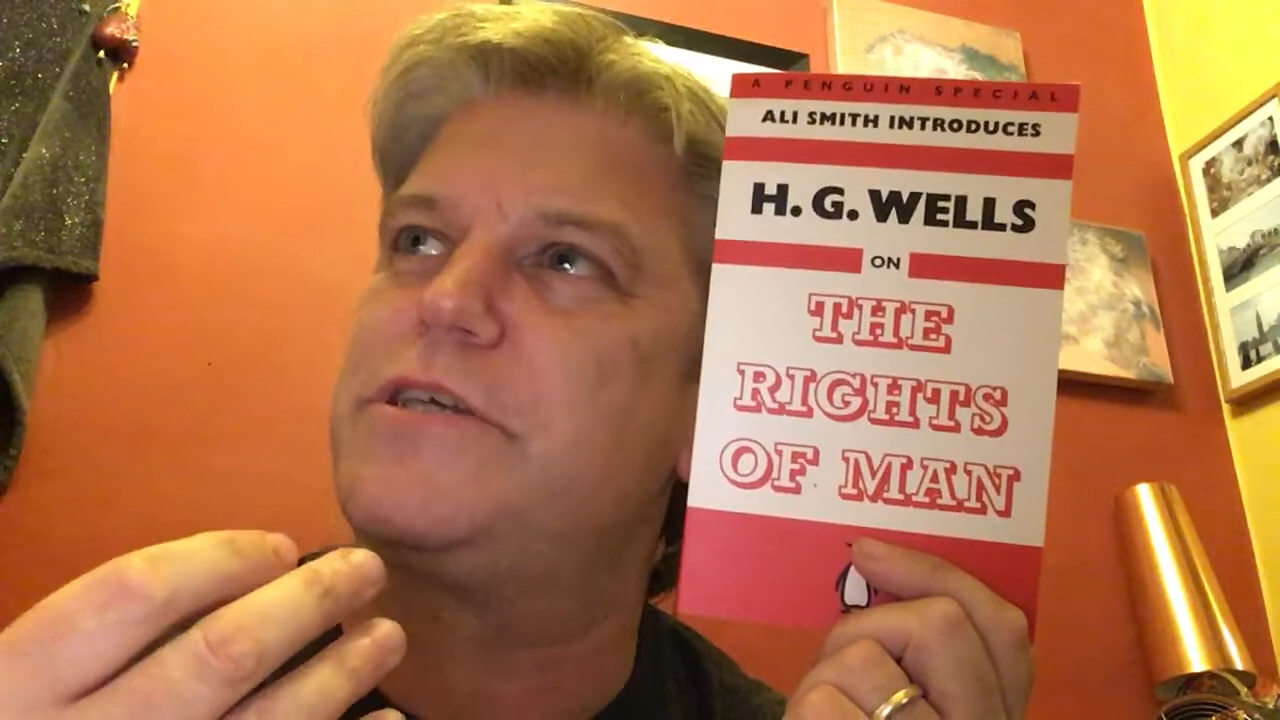 A PENGUIN SPECIAL
ALI SMITH INTRODUCES
H. G. WELLS
ON
THE
RIGHTS
OF MAN